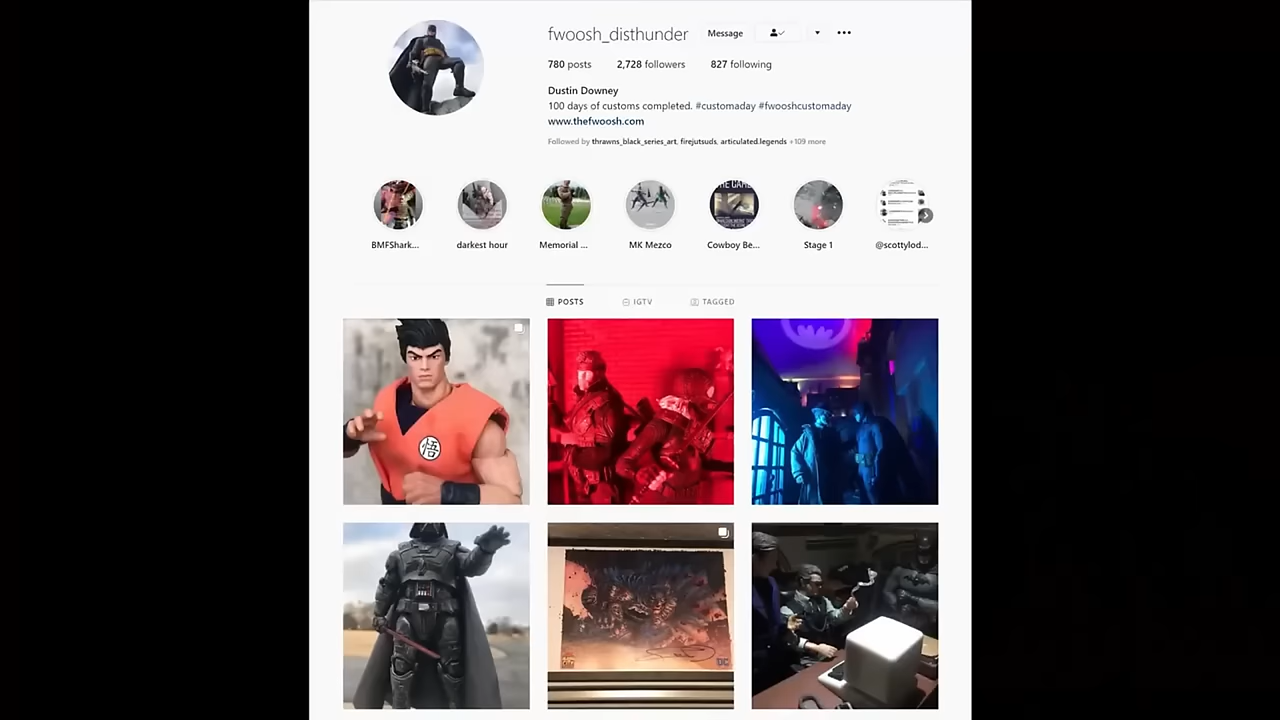 fwoosh_disthunder Message
780 posts 2,728 followers 827 following
Dustin Downey
100 days of customs completed. #customaday #fwooshcustomaday
www.thefwoosh.com
Followed by thrawns_black_series_art, firejutsuds, articulated.legends +109 more
BMFShark... darkest hour Memorial ... MK Mezco Cowboy Be... Stage 1 @scottylod...
POSTS IGTV TAGGED
悟
DC